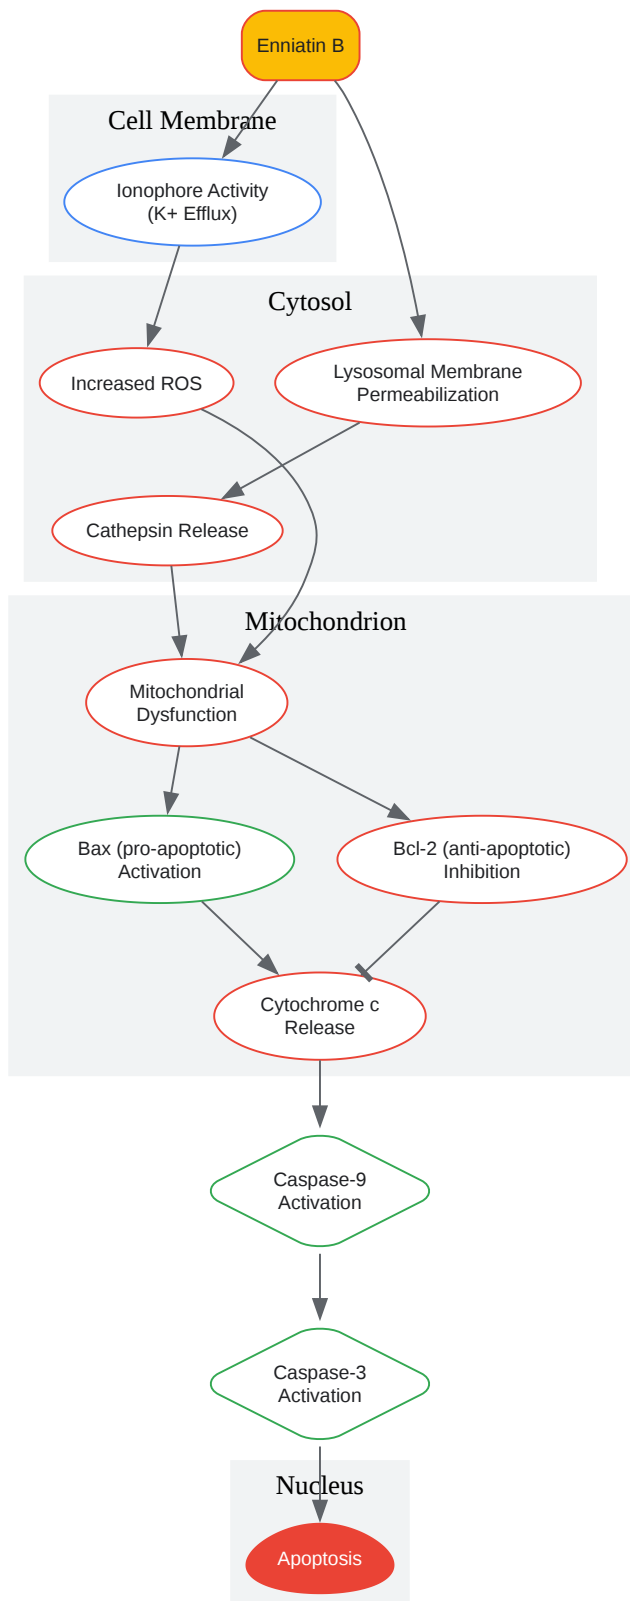 Enniatin B
Cell Membrane
Ionophore Activity
(K+ Efflux)
Cytosol
Increased ROS
Lysosomal Membrane
Permeabilization
Cathepsin Release
Mitochondrion
Mitochondrial
Dysfunction
Bax (pro-apoptotic)
Activation
Bcl-2 (anti-apoptotic)
Inhibition
Cytochrome c
Release
Caspase-9
Activation
Caspase-3
Activation
Nucleus
Apoptosis